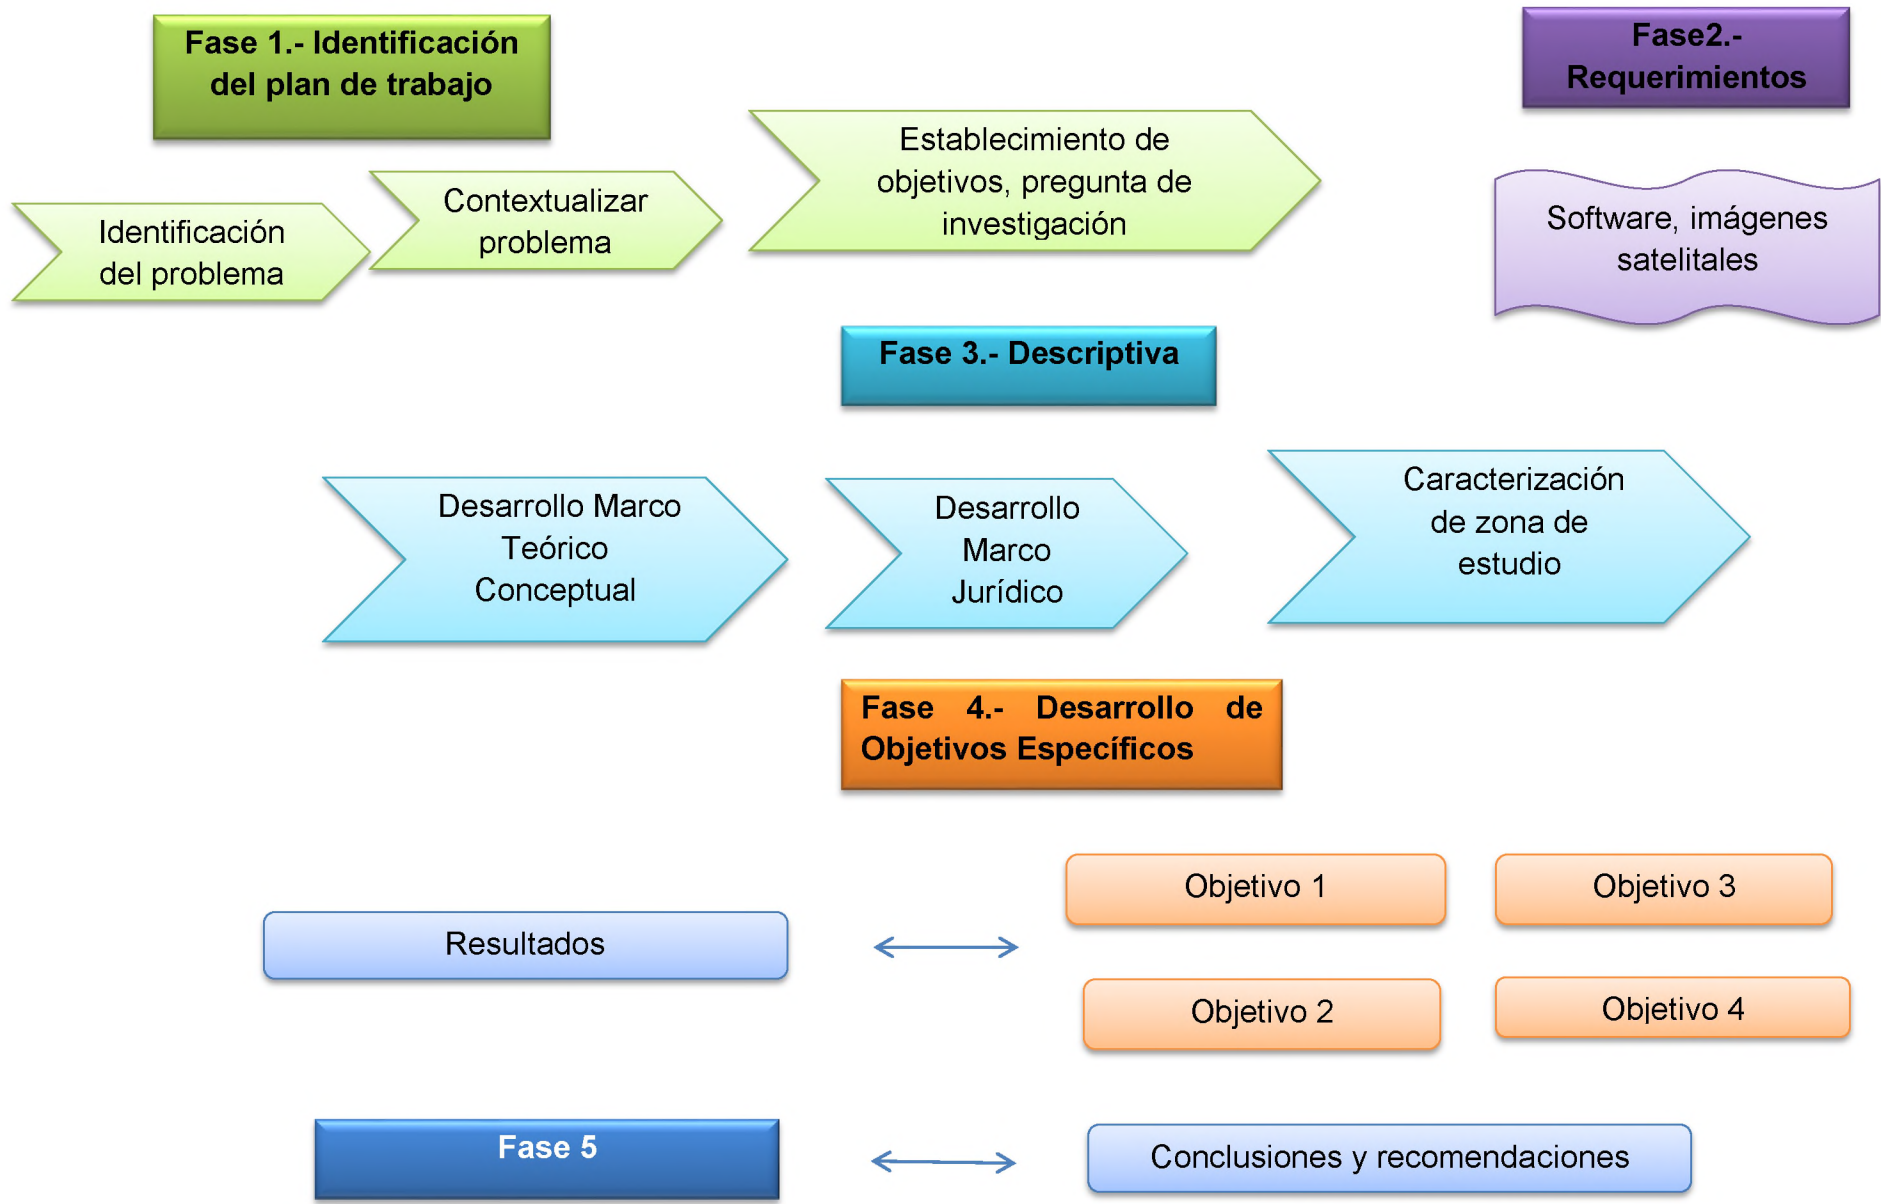 Fase 1.- Identificación
del plan de trabajo
Fase2.-
Requerimientos
Identificación
del problema
Contextualizar
problema
Establecimiento de
objetivos, pregunta de
investigación
Software, imágenes
satelitales
Fase 3.- Descriptiva
Desarrollo Marco
Teórico
Conceptual
Desarrollo
Marco
Jurídico
Caracterización
de zona de
estudio
Fase 4.- Desarrollo de
Objetivos Específicos
Resultados
Objetivo 1
Objetivo 3
Objetivo 2
Objetivo 4
Fase 5
Conclusiones y recomendaciones